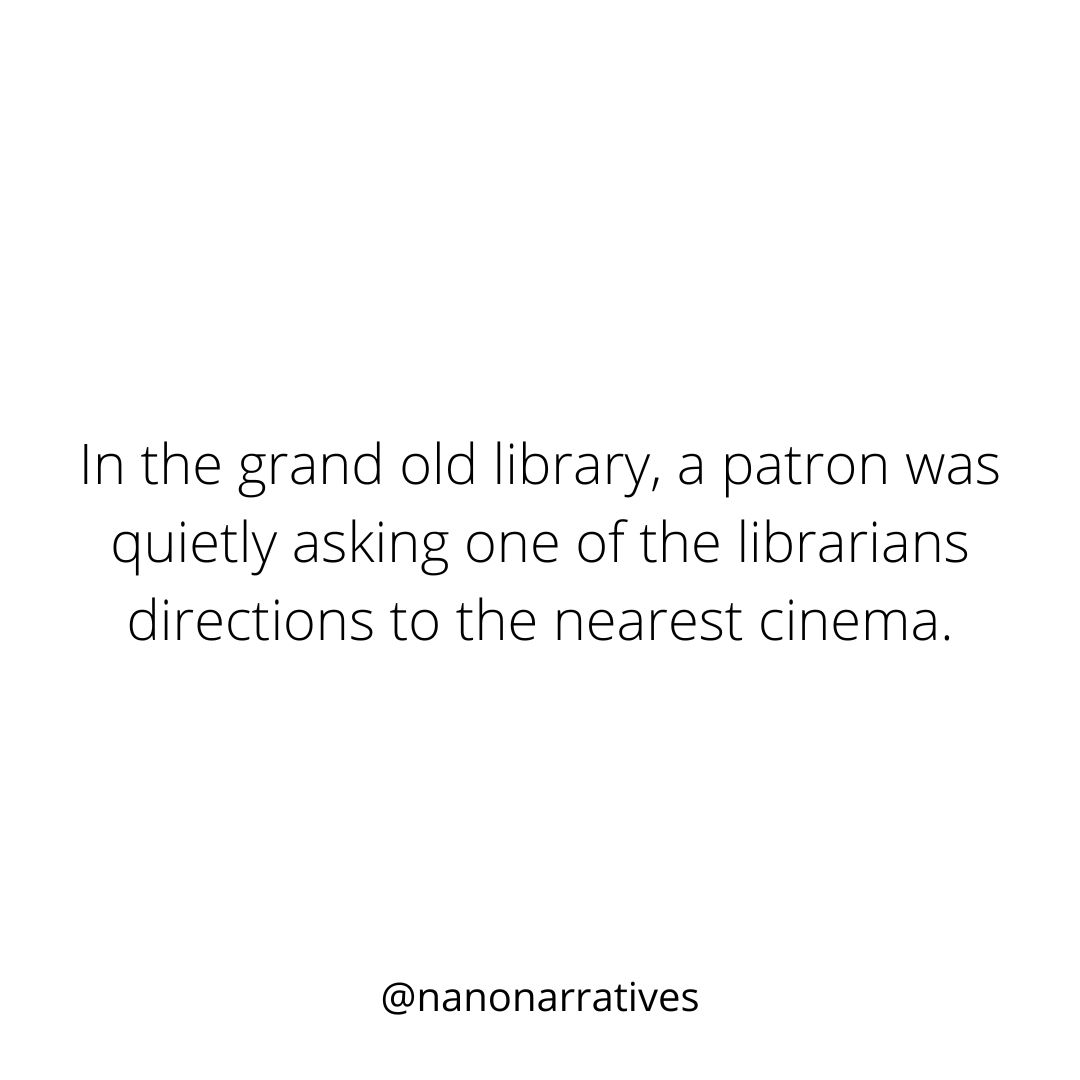 In the grand old library, a patron was
quietly asking one of the librarians
directions to the nearest cinema.
@nanonarratives